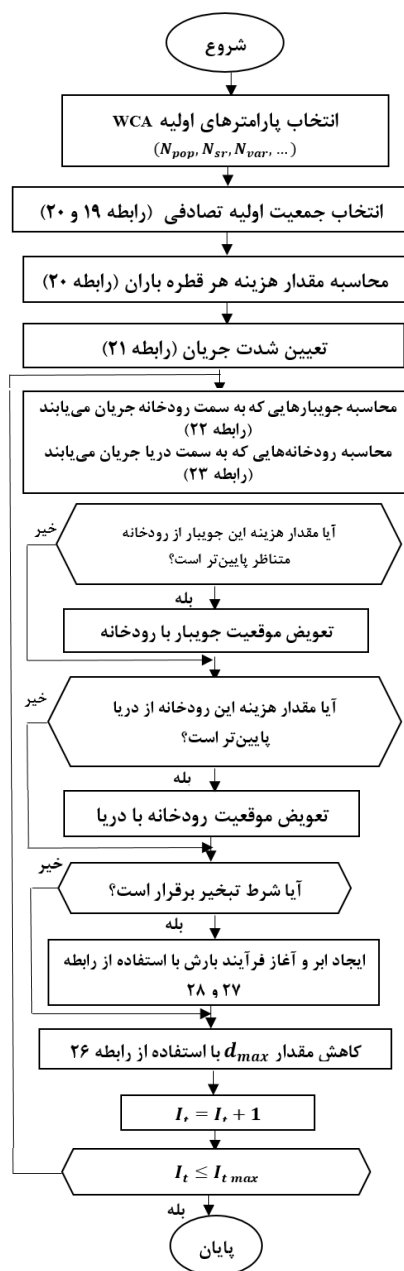 شروع
انتخاب پارامترهای اولیه WCA
(N_pop, N_sr, N_var, …)
انتخاب جمعیت اولیه تصادفی (رابطه ۱۹ و ۲۰)
محاسبه مقدار هزینه هر قطره باران (رابطه ۲۰)
تعیین شدت جریان (رابطه ۲۱)
محاسبه جویبارهایی که به سمت رودخانه جریان می‌یابند
(رابطه ۲۲)
محاسبه رودخانه‌هایی که به سمت دریا جریان می‌یابند
(رابطه ۲۳)
خیر
آیا مقدار هزینه این جویبار از رودخانه
متناظر پایین‌تر است؟
بله
تعویض موقعیت جویبار با رودخانه
خیر
آیا مقدار هزینه این رودخانه از دریا
پایین‌تر است؟
بله
تعویض موقعیت رودخانه با دریا
خیر
آیا شرط تبخیر برقرار است؟
بله
ایجاد ابر و آغاز فرآیند بارش با استفاده از رابطه
۲۷ و ۲۸
کاهش مقدار d_max با استفاده از رابطه ۲۶
I_t = I_t + 1
I_t ≤ I_t max
بله
پایان